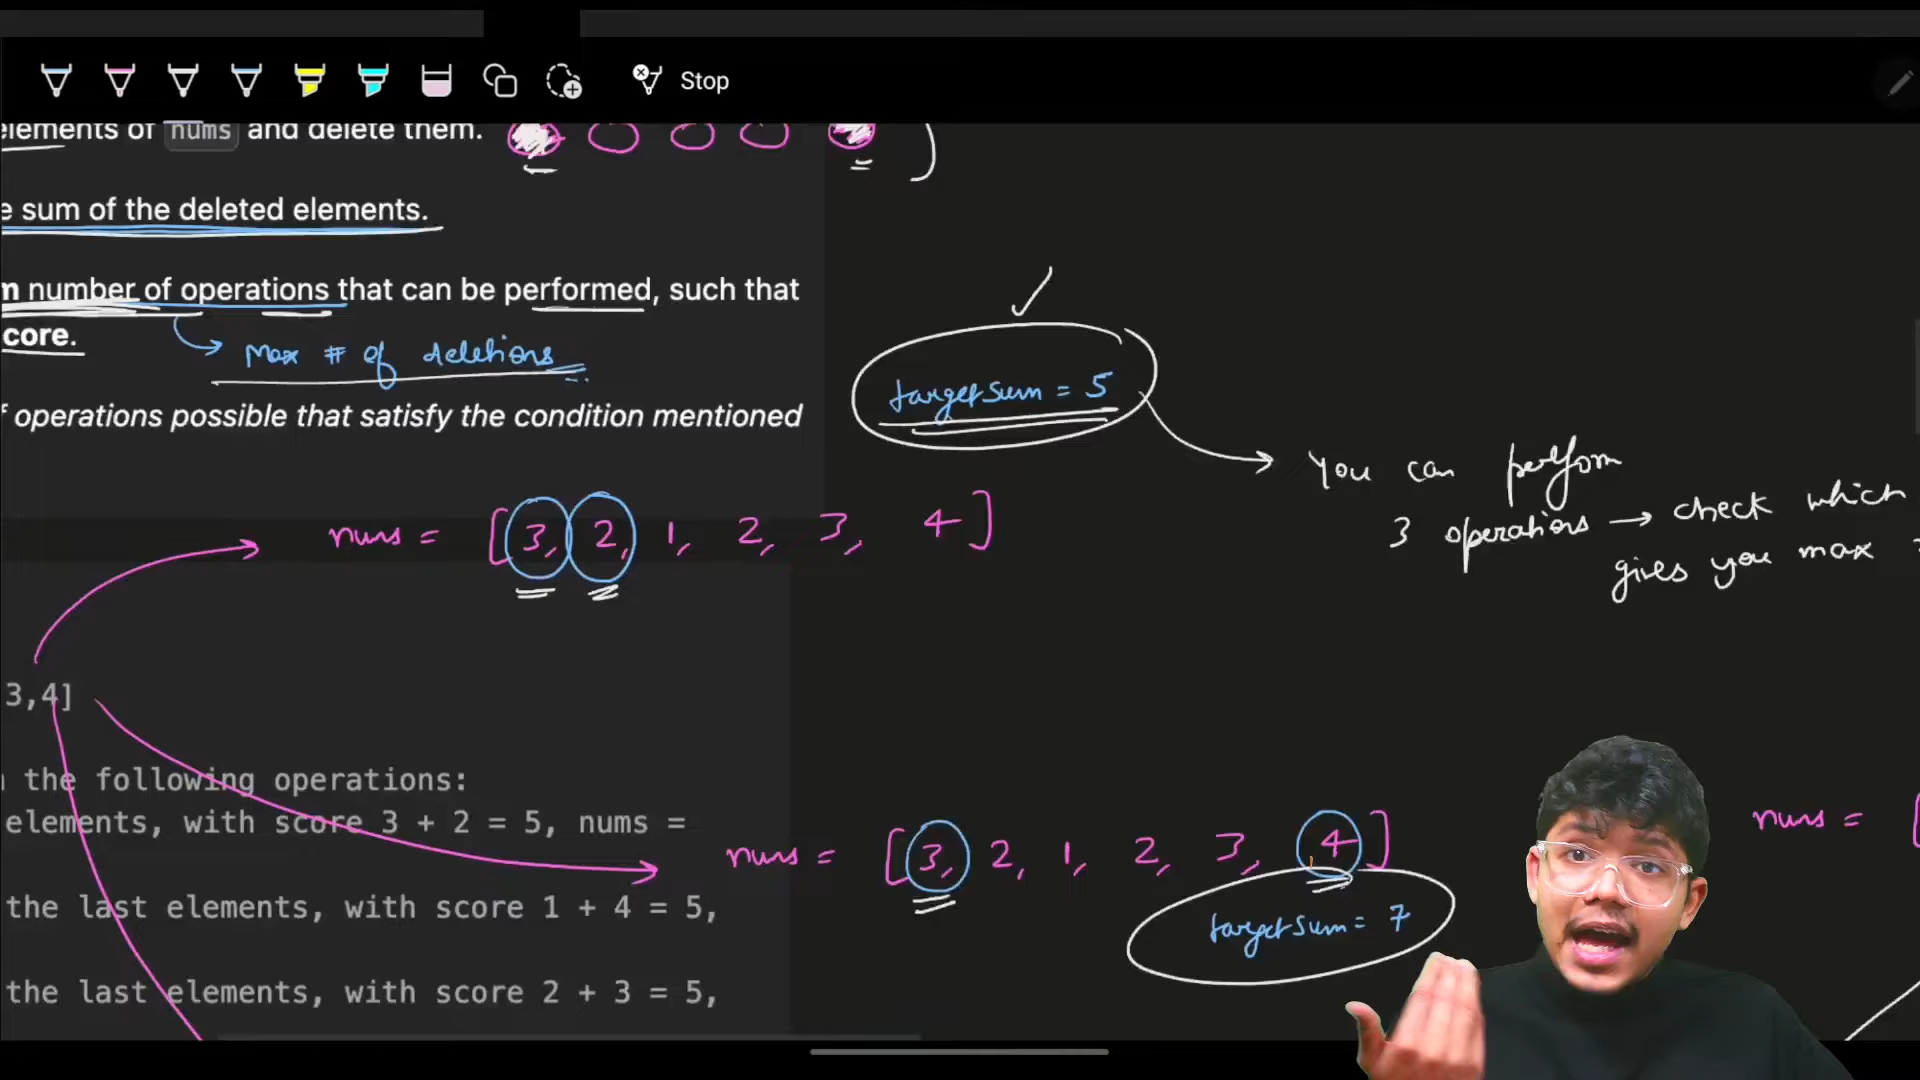 Stop
elements of nums and delete them.
e sum of the deleted elements.
m number of operations that can be performed, such that
core.
Max # of deletions
f operations possible that satisfy the condition mentioned
targetsum = 5
You can perform
3 operations → check which
gives you max
nums = [3, 2, 1, 2, 3, 4]
3,4]
the following operations:
elements, with score 3 + 2 = 5, nums =
nums = [3, 2, 1, 2, 3, 4]
nums = [
the last elements, with score 1 + 4 = 5,
targetsum = 7
the last elements, with score 2 + 3 = 5,